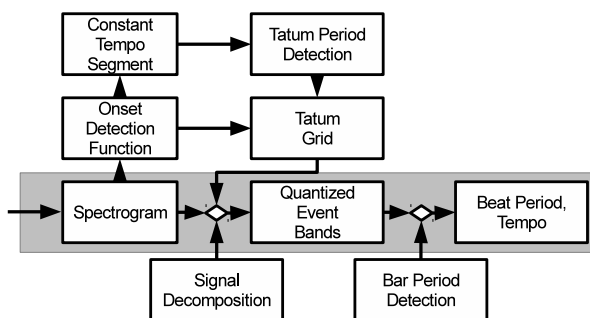 Constant
Tempo
Segment
Tatum Period
Detection
Onset
Detection
Function
Tatum
Grid
Spectrogram
Quantized
Event
Bands
Beat Period,
Tempo
Signal
Decomposition
Bar Period
Detection